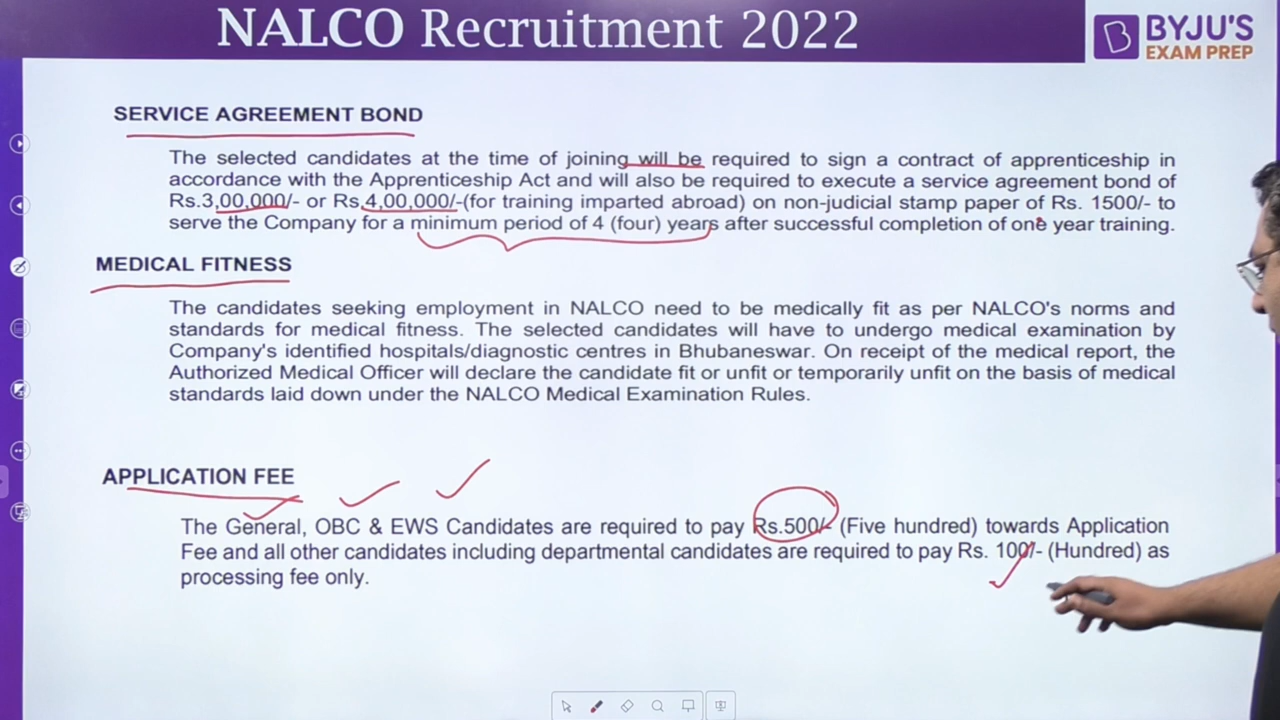 NALCO Recruitment 2022
BYJU'S
EXAM PREP
SERVICE AGREEMENT BOND
The selected candidates at the time of joining will be required to sign a contract of apprenticeship in
accordance with the Apprenticeship Act and will also be required to execute a service agreement bond of
Rs.3,00,000/- or Rs.4,00,000/-(for training imparted abroad) on non-judicial stamp paper of Rs. 1500/- to
serve the Company for a minimum period of 4 (four) years after successful completion of one year training.
MEDICAL FITNESS
The candidates seeking employment in NALCO need to be medically fit as per NALCO's norms and
standards for medical fitness. The selected candidates will have to undergo medical examination by
Company's identified hospitals/diagnostic centres in Bhubaneswar. On receipt of the medical report, the
Authorized Medical Officer will declare the candidate fit or unfit or temporarily unfit on the basis of medical
standards laid down under the NALCO Medical Examination Rules.
APPLICATION FEE
The General, OBC & EWS Candidates are required to pay Rs.500/- (Five hundred) towards Application
Fee and all other candidates including departmental candidates are required to pay Rs. 100/- (Hundred) as
processing fee only.